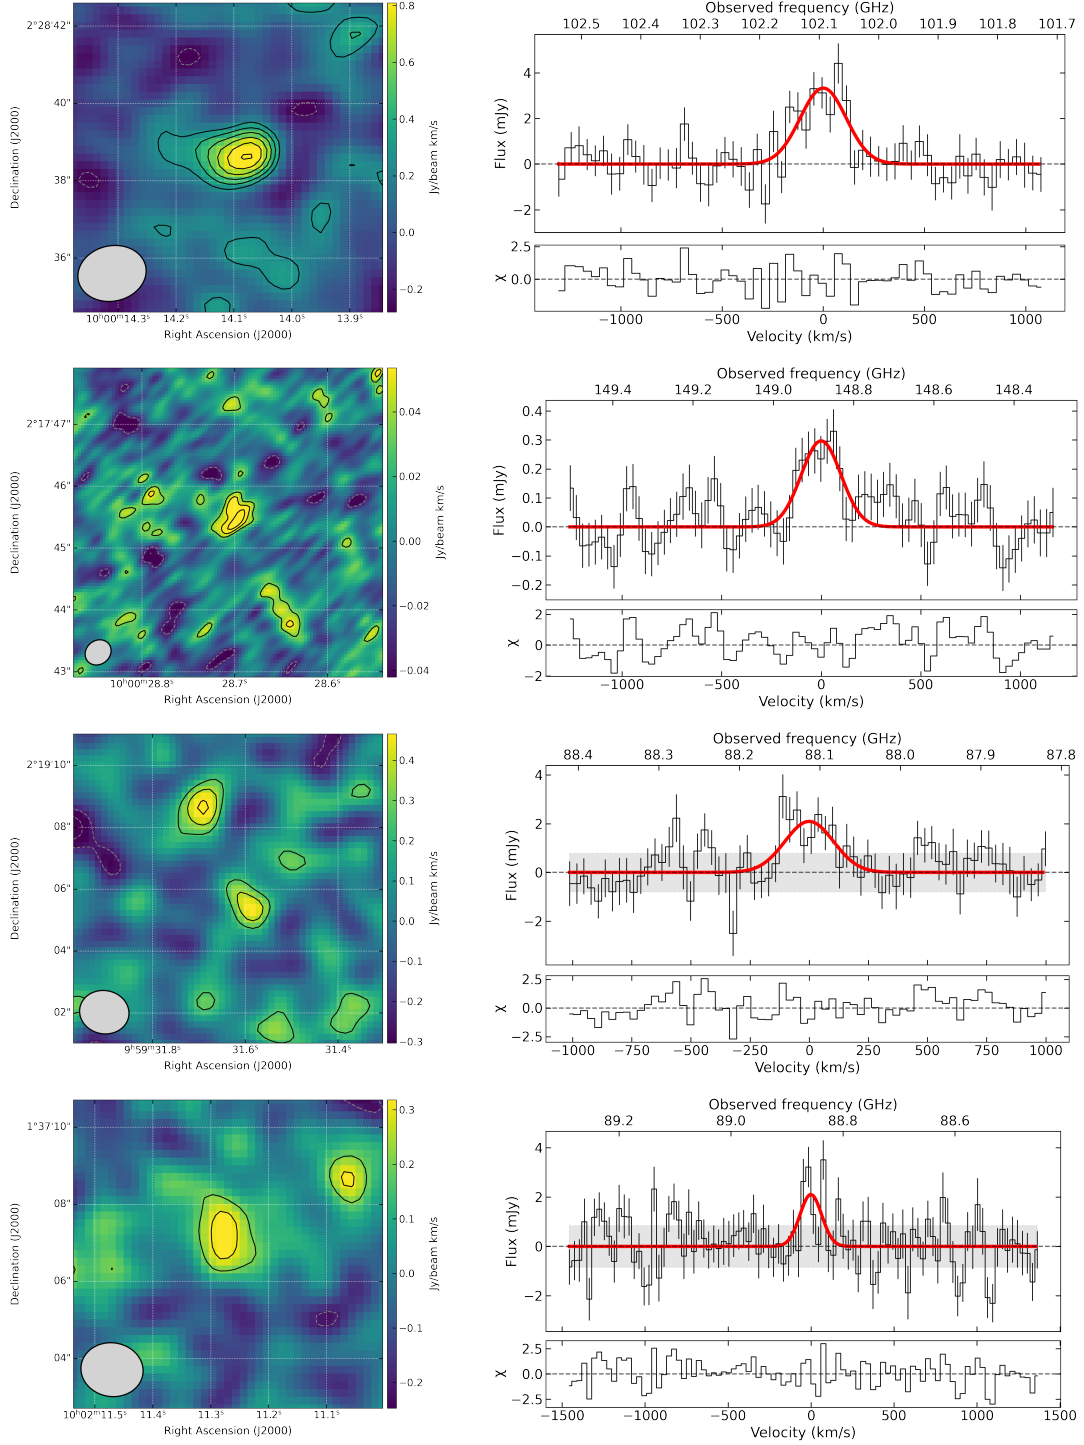 Observed frequency (GHz)
102.5 102.4 102.3 102.2 102.1 102.0 101.9 101.8 101.7
2°28'42"
40"
38"
36"
Declination (J2000)
10ʰ00ᵐ14.3ˢ 14.2ˢ 14.1ˢ 14.0ˢ 13.9ˢ
Right Ascension (J2000)
0.8
0.6
0.4
0.2
0.0
−0.2
Jy/beam km/s
Flux (mJy)
4
2
0
−2
χ
2.5
0.0
−1000 −500 0 500 1000
Velocity (km/s)
Observed frequency (GHz)
149.4 149.2 149.0 148.8 148.6 148.4
2°17'47"
46"
45"
44"
43"
Declination (J2000)
10ʰ00ᵐ28.8ˢ 28.7ˢ 28.6ˢ
Right Ascension (J2000)
0.04
0.02
0.00
−0.02
−0.04
Jy/beam km/s
Flux (mJy)
0.4
0.3
0.2
0.1
0.0
−0.1
−0.2
χ
2
0
−2
−1000 −500 0 500 1000
Velocity (km/s)
Observed frequency (GHz)
88.4 88.3 88.2 88.1 88.0 87.9 87.8
2°19'10"
08"
06"
04"
02"
Declination (J2000)
9ʰ59ᵐ31.8ˢ 31.6ˢ 31.4ˢ
Right Ascension (J2000)
0.4
0.3
0.2
0.1
0.0
−0.1
−0.2
−0.3
Jy/beam km/s
Flux (mJy)
4
2
0
−2
χ
2.5
0.0
−2.5
−1000 −750 −500 −250 0 250 500 750 1000
Velocity (km/s)
Observed frequency (GHz)
89.2 89.0 88.8 88.6
1°37'10"
08"
06"
04"
Declination (J2000)
10ʰ02ᵐ11.5ˢ 11.4ˢ 11.3ˢ 11.2ˢ 11.1ˢ
Right Ascension (J2000)
0.3
0.2
0.1
0.0
−0.1
−0.2
Jy/beam km/s
Flux (mJy)
4
2
0
−2
χ
2.5
0.0
−2.5
−1500 −1000 −500 0 500 1000 1500
Velocity (km/s)